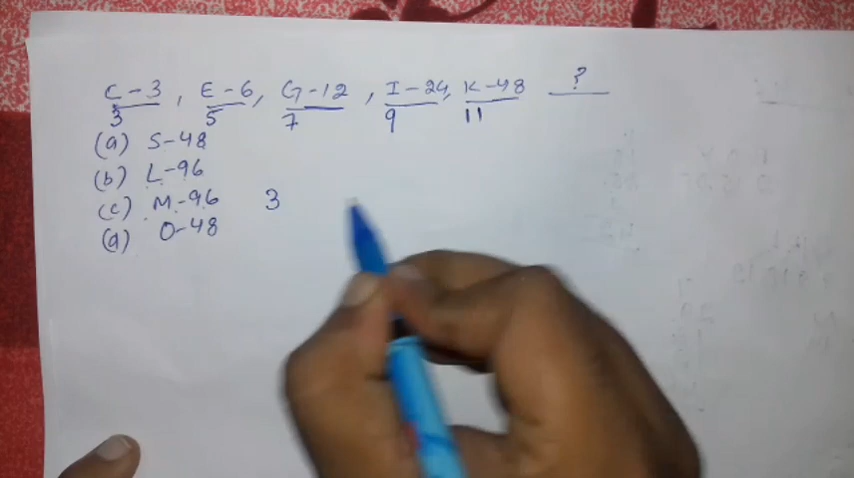 C-3, E-6, G-12, I-24, K-48 ?
3 5 7 9 11
(a) S-48
(b) L-96
(c) M-96 3
(d) O-48